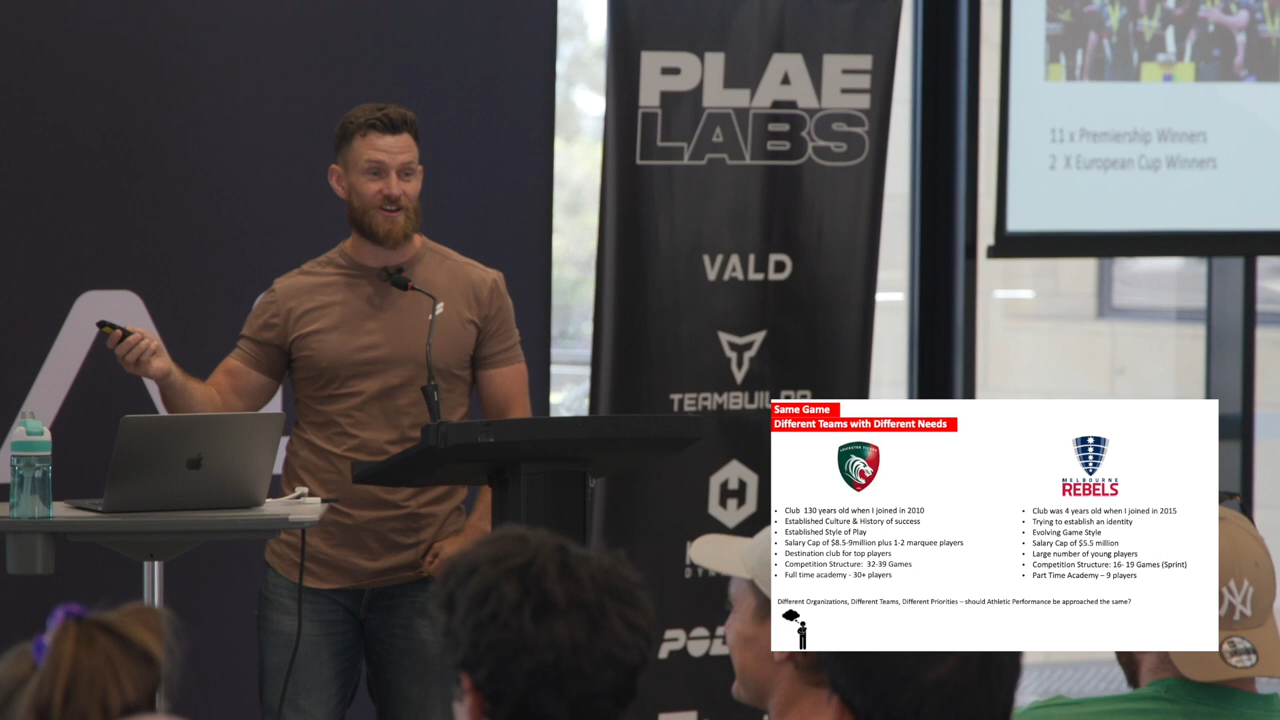 PLAE
LABS
VALD
TEAMBUILDR
POD
11 x Premiership Winners
2 X European Cup Winners
Same Game
Different Teams with Different Needs
LEICESTER TIGERS
• Club 130 years old when I joined in 2010
• Established Culture & History of success
• Established Style of Play
• Salary Cap of $8.5-9million plus 1-2 marquee players
• Destination club for top players
• Competition Structure: 32-39 Games
• Full time academy - 30+ players
MELBOURNE
REBELS
• Club was 4 years old when I joined in 2015
• Trying to establish an identity
• Evolving Game Style
• Salary Cap of $5.5 million
• Large number of young players
• Competition Structure: 16- 19 Games (Sprint)
• Part Time Academy – 9 players
Different Organizations, Different Teams, Different Priorities – should Athletic Performance be approached the same?
NY